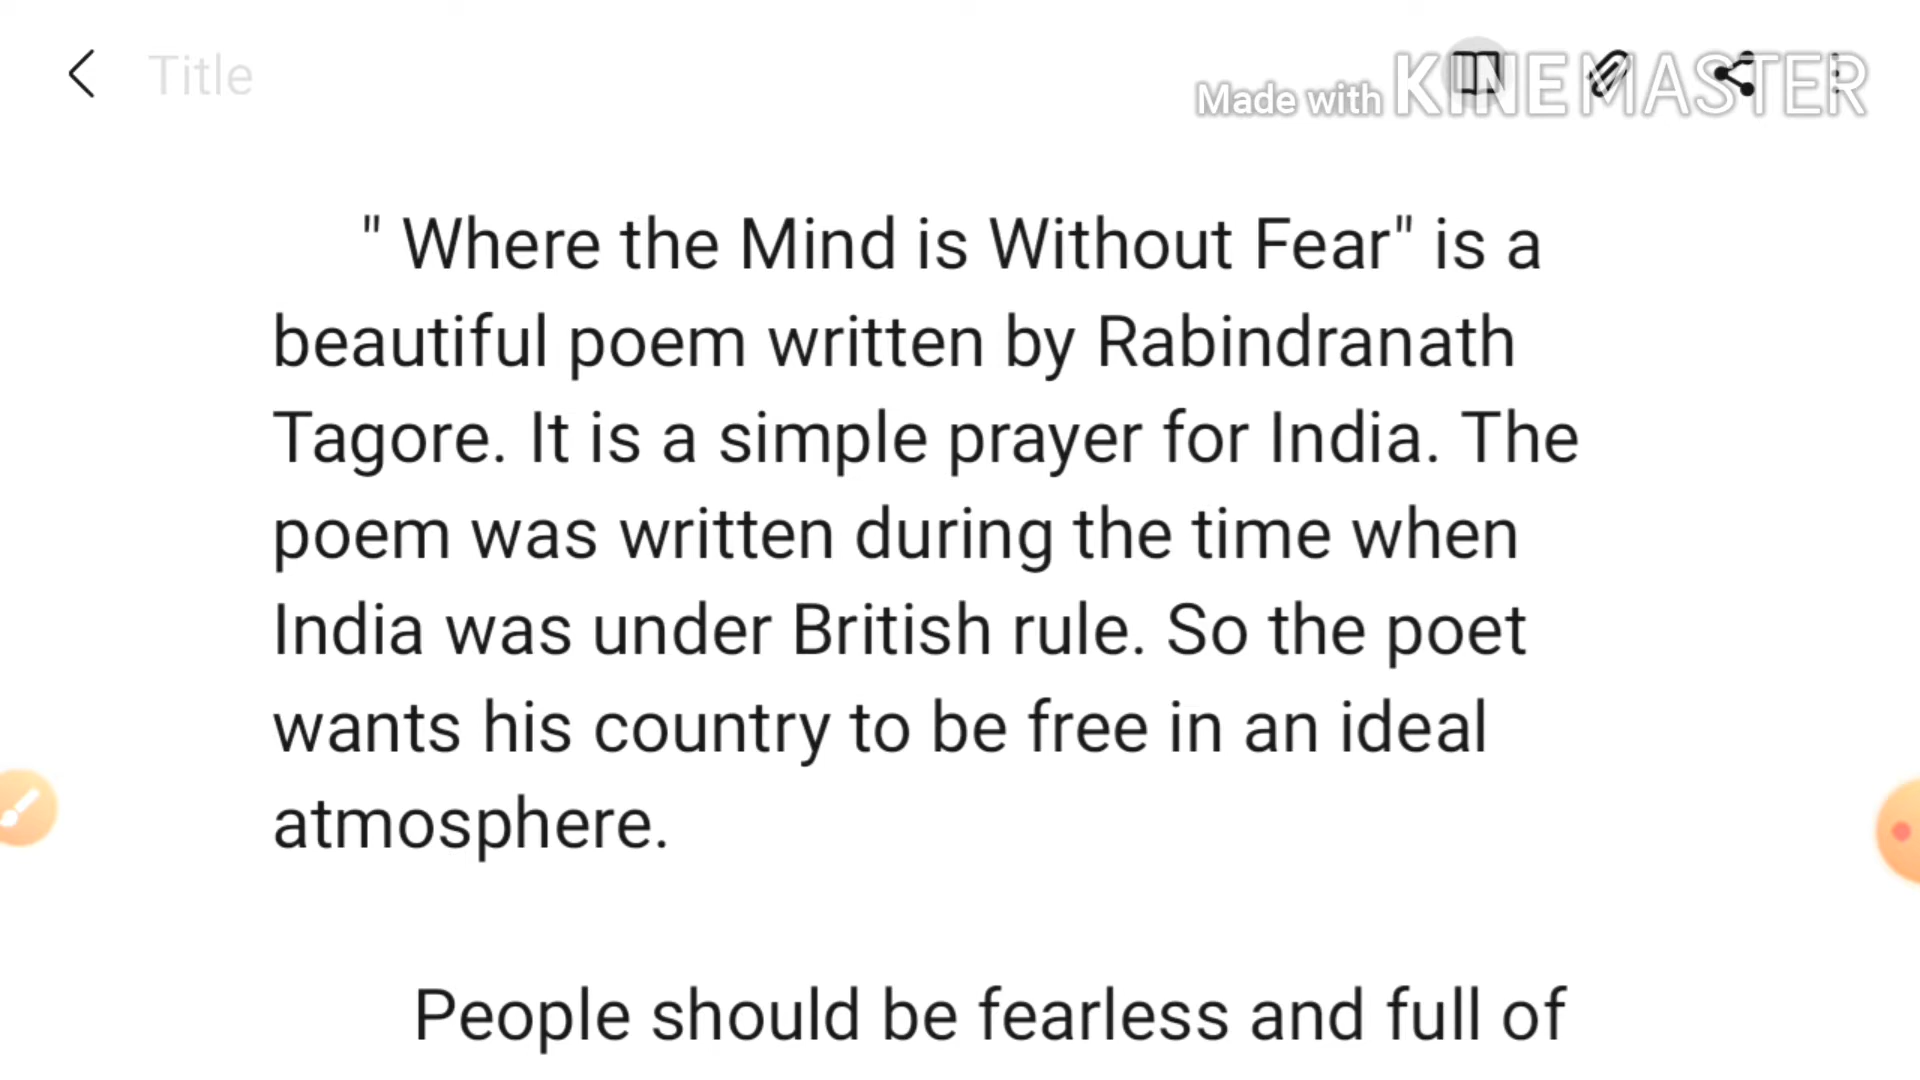 Title
Made with KINEMASTER
" Where the Mind is Without Fear" is a
beautiful poem written by Rabindranath
Tagore. It is a simple prayer for India. The
poem was written during the time when
India was under British rule. So the poet
wants his country to be free in an ideal
atmosphere.
People should be fearless and full of